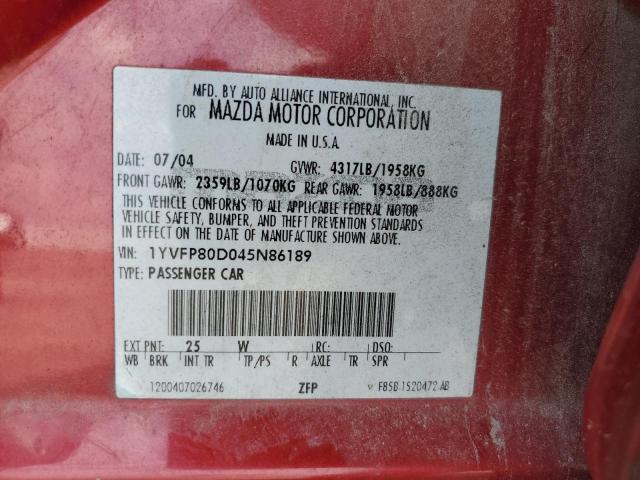 MFD. BY AUTO ALLIANCE INTERNATIONAL, INC.
FOR MAZDA MOTOR CORPORATION
MADE IN U.S.A.
DATE: 07/04 GVWR: 4317LB/1958KG
FRONT GAWR: 2359LB/1070KG REAR GAWR: 1958LB/888KG
THIS VEHICLE CONFORMS TO ALL APPLICABLE FEDERAL MOTOR
VEHICLE SAFETY, BUMPER, AND THEFT PREVENTION STANDARDS
IN EFFECT ON THE DATE OF MANUFACTURE SHOWN ABOVE.
VIN: 1YVFP80D045N86189
TYPE: PASSENGER CAR
EXT PNT: 25 W RC: DSO:
WB BRK INT TR TP/PS R AXLE TR SPR
1200407026746 ZFP V F85B 1520472 AB